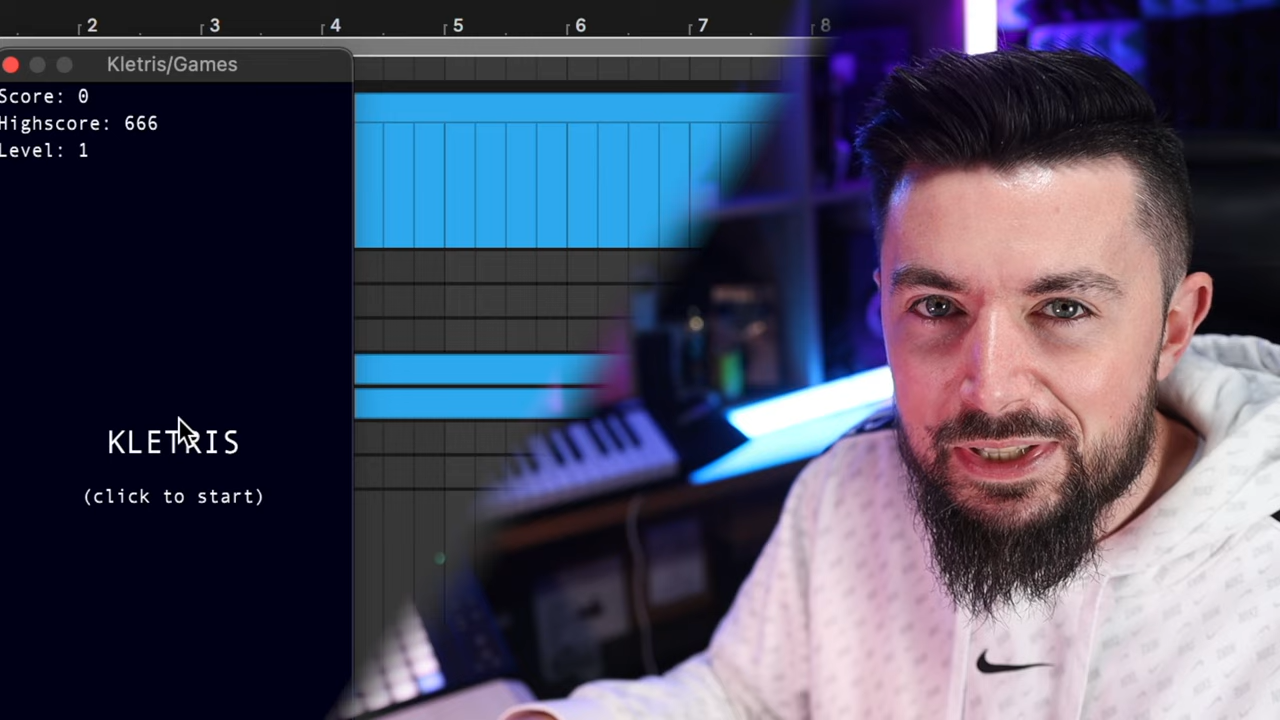 2 3 4 5 6 7 8
Kletris/Games
Score: 0
Highscore: 666
Level: 1
KLETRIS
(click to start)